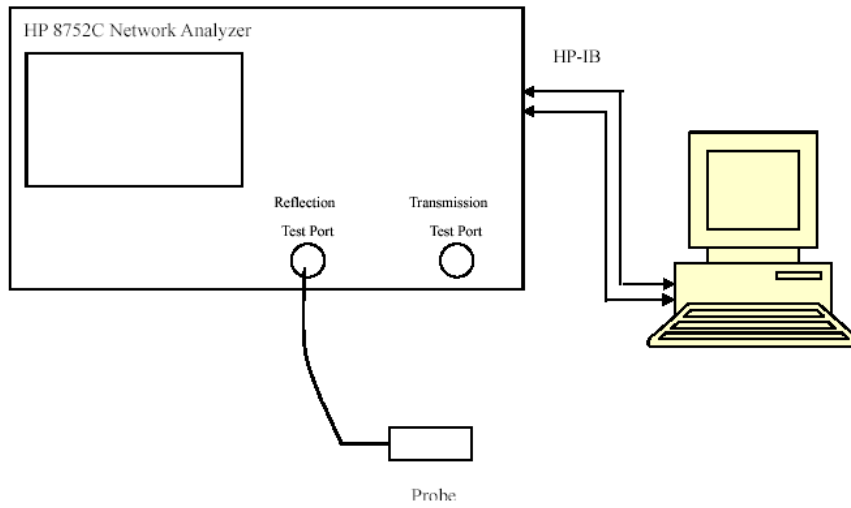 HP 8752C Network Analyzer
HP-IB
Reflection
Test Port
Transmission
Test Port
Probe